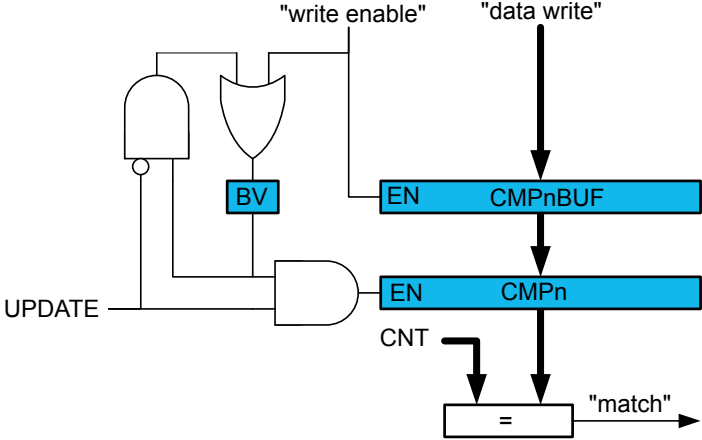 "write enable"
"data write"
BV
EN
CMPnBUF
EN
CMPn
UPDATE
CNT
"match"
=